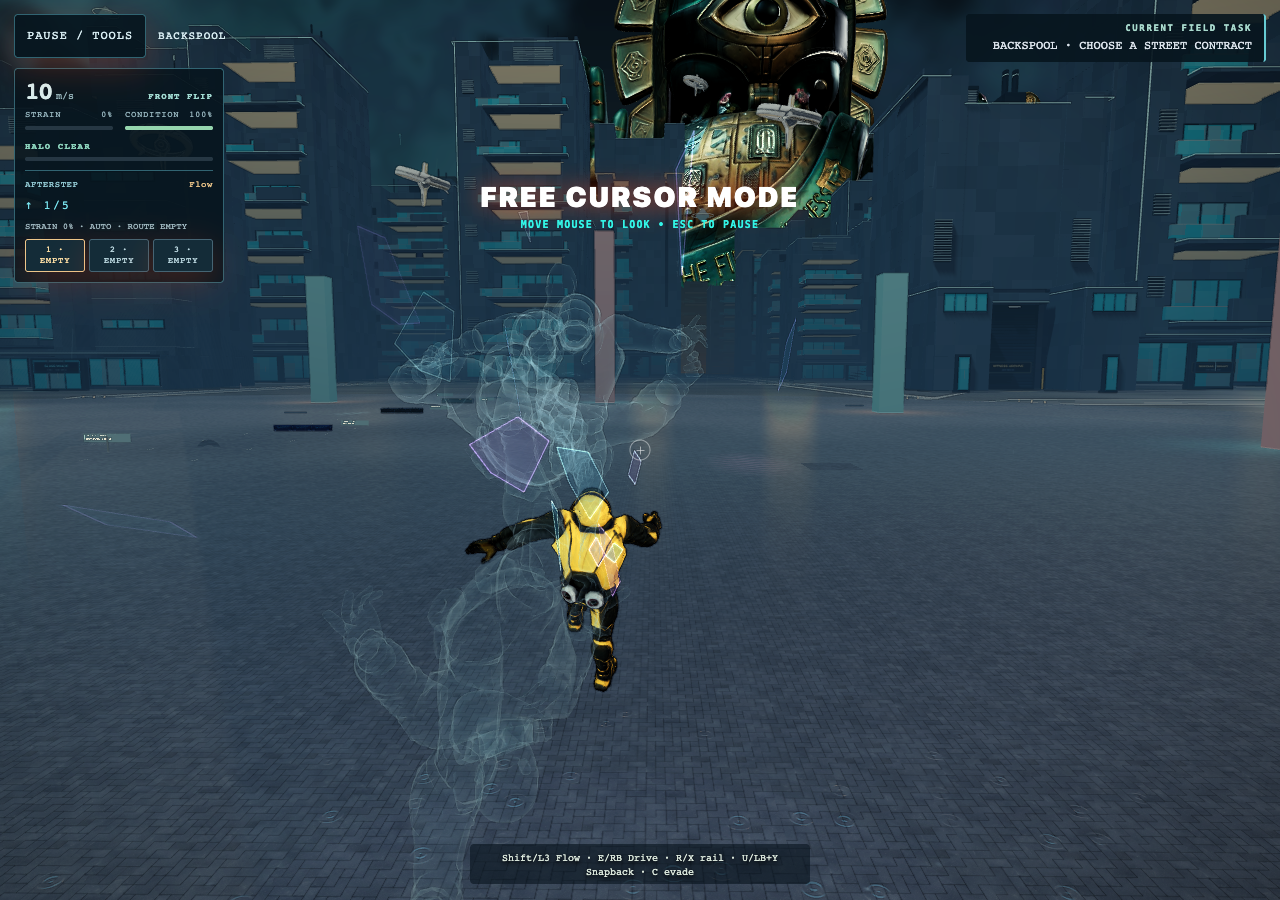 PAUSE / TOOLS
BACKSPOOL
CURRENT FIELD TASK
BACKSPOOL · CHOOSE A STREET CONTRACT
10 m/s
FRONT FLIP
STRAIN 0%
CONDITION 100%
HALO CLEAR
AFTERSTEP Flow
↑ 1/5
STRAIN 0% · AUTO · ROUTE EMPTY
1 · EMPTY
2 · EMPTY
3 · EMPTY
FREE CURSOR MODE
MOVE MOUSE TO LOOK • ESC TO PAUSE
Shift/L3 Flow · E/RB Drive · R/X rail · U/LB+Y
Snapback · C evade